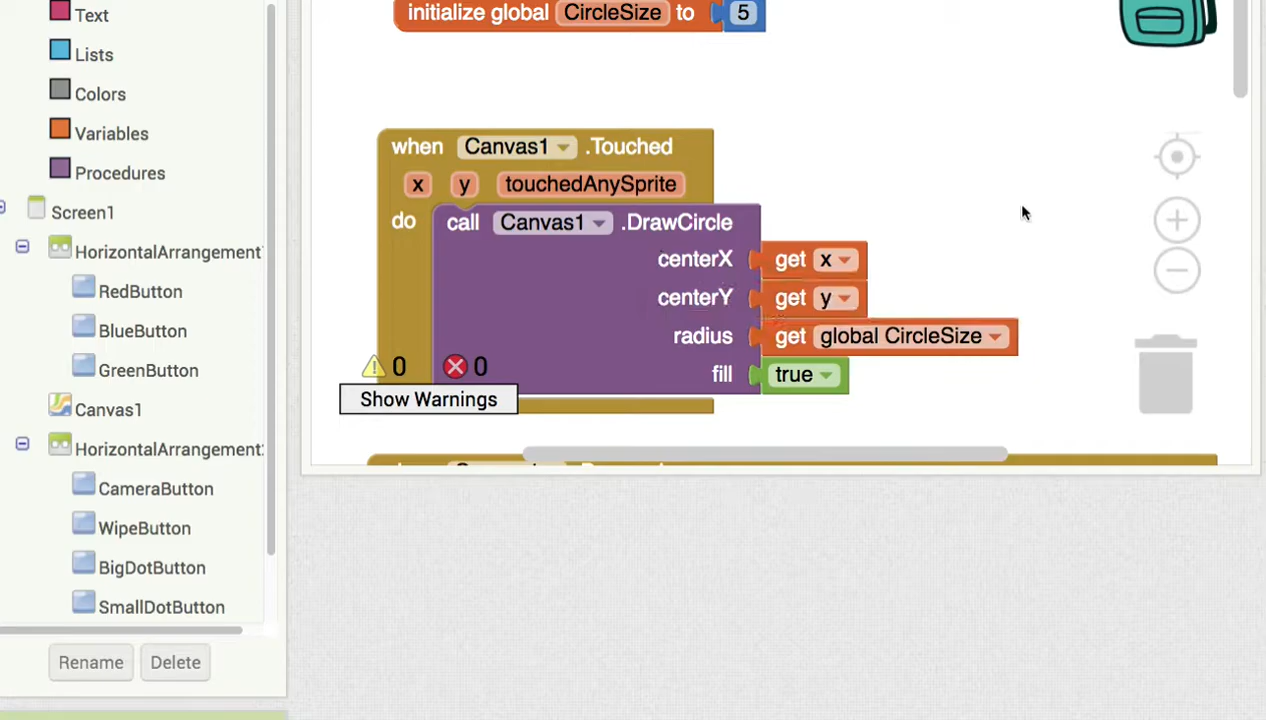 Text
Lists
Colors
Variables
Procedures
Screen1
HorizontalArrangement
RedButton
BlueButton
GreenButton
Canvas1
HorizontalArrangement
CameraButton
WipeButton
BigDotButton
SmallDotButton
Rename Delete
initialize global CircleSize to 5
when Canvas1 .Touched
x y touchedAnySprite
do call Canvas1 .DrawCircle
centerX get x
centerY get y
radius get global CircleSize
fill true
0 0
Show Warnings